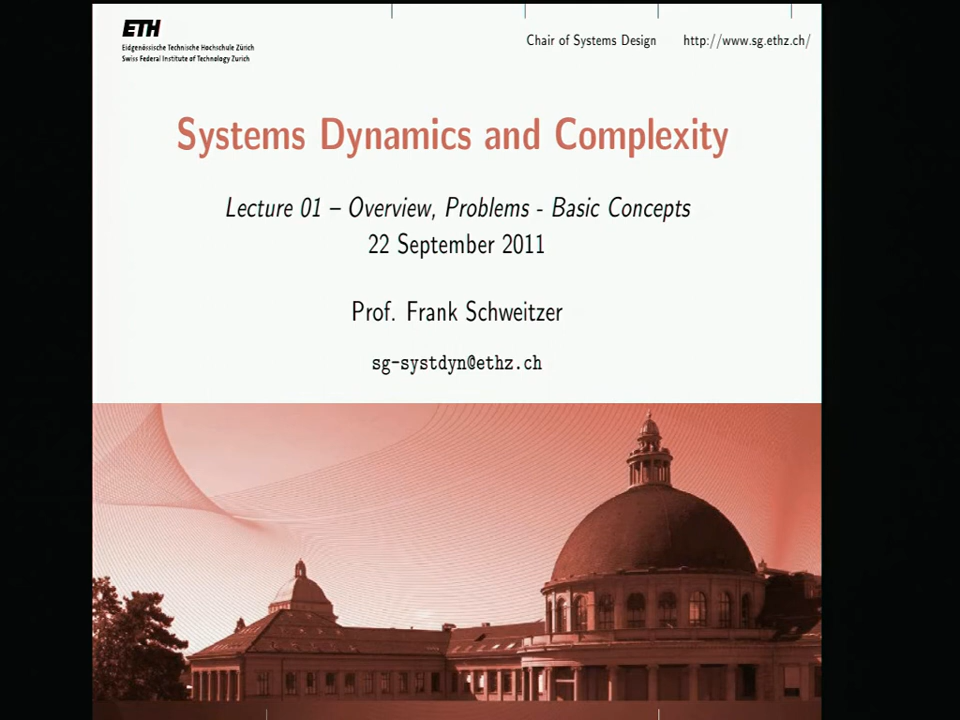 ETH
Eidgenössische Technische Hochschule Zürich
Swiss Federal Institute of Technology Zurich
Chair of Systems Design http://www.sg.ethz.ch/
Systems Dynamics and Complexity
Lecture 01 – Overview, Problems - Basic Concepts
22 September 2011
Prof. Frank Schweitzer
sg-systdyn@ethz.ch